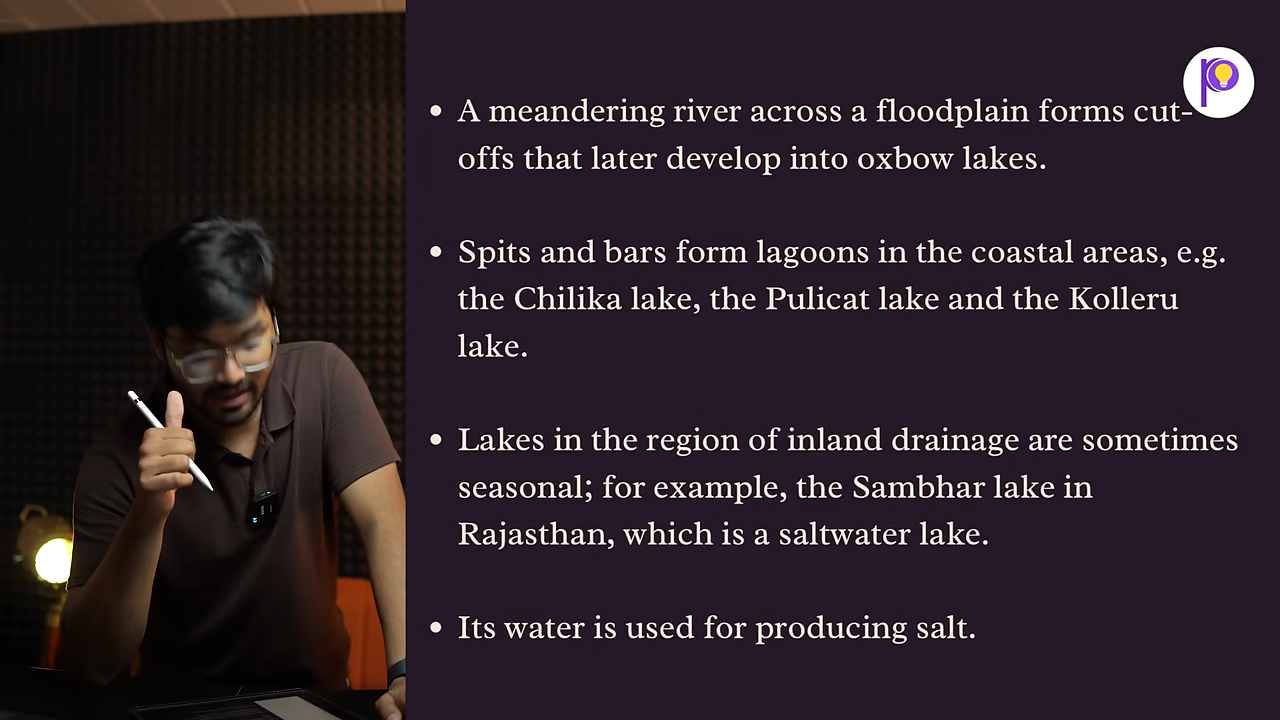 • A meandering river across a floodplain forms cut-
offs that later develop into oxbow lakes.
• Spits and bars form lagoons in the coastal areas, e.g.
the Chilika lake, the Pulicat lake and the Kolleru
lake.
• Lakes in the region of inland drainage are sometimes
seasonal; for example, the Sambhar lake in
Rajasthan, which is a saltwater lake.
• Its water is used for producing salt.